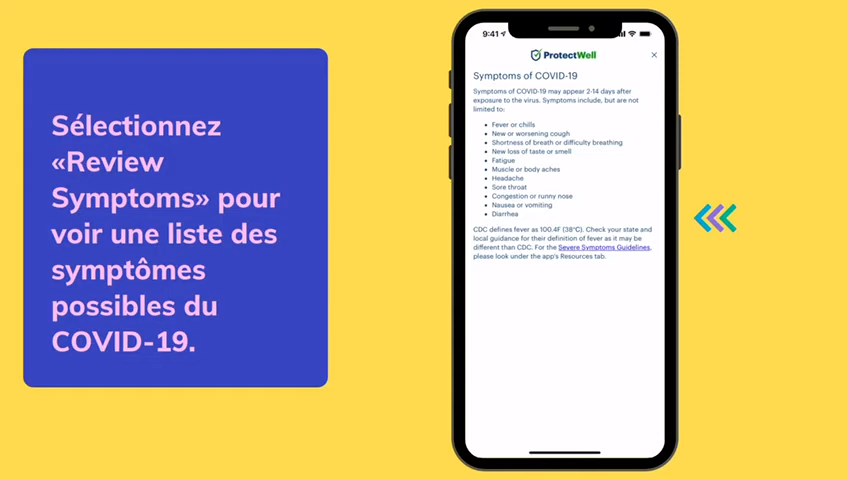 Sélectionnez
«Review
Symptoms» pour
voir une liste des
symptômes
possibles du
COVID-19.
9:41
ProtectWell
Symptoms of COVID-19
Symptoms of COVID-19 may appear 2-14 days after
exposure to the virus. Symptoms include, but are not
limited to:
Fever or chills
New or worsening cough
Shortness of breath or difficulty breathing
New loss of taste or smell
Fatigue
Muscle or body aches
Headache
Sore throat
Congestion or runny nose
Nausea or vomiting
Diarrhea
CDC defines fever as 100.4F (38°C). Check your state and
local guidance for their definition of fever as it may be
different than CDC. For the Severe Symptoms Guidelines,
please look under the app's Resources tab.